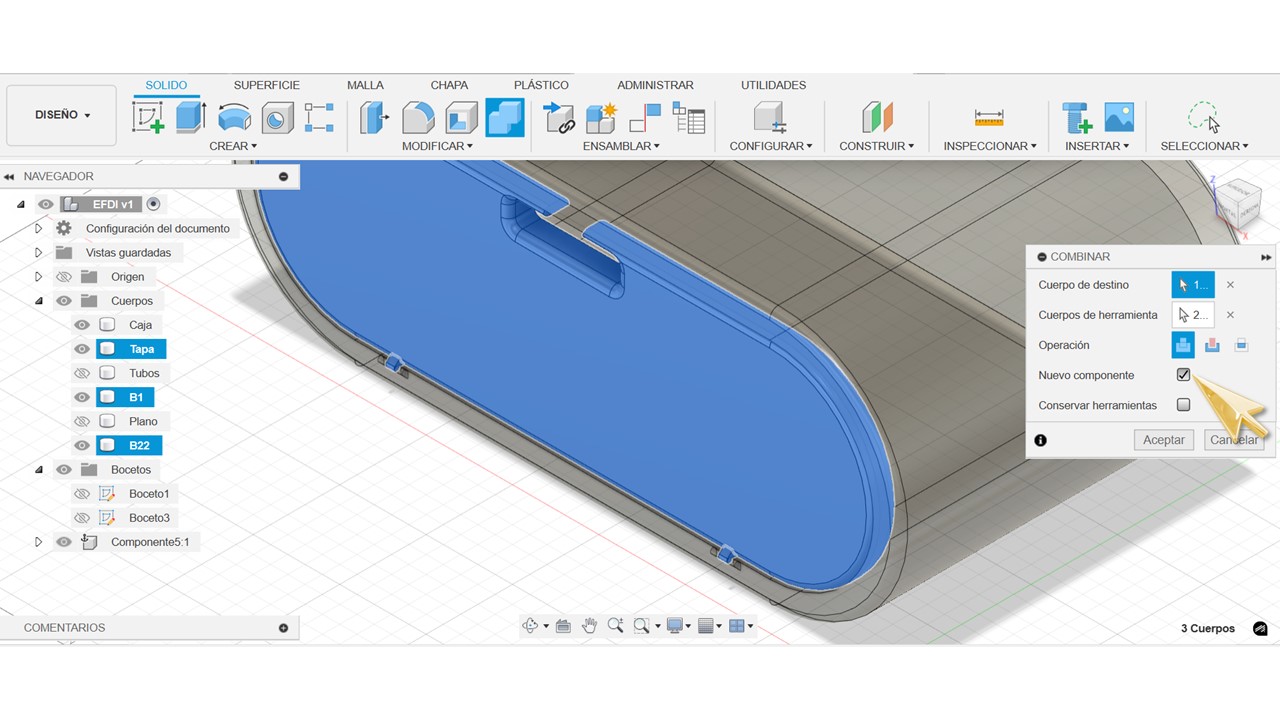 SOLIDO SUPERFICIE MALLA CHAPA PLÁSTICO ADMINISTRAR UTILIDADES
DISEÑO
CREAR MODIFICAR ENSAMBLAR CONFIGURAR CONSTRUIR INSPECCIONAR INSERTAR SELECCIONAR
NAVEGADOR
EFDI v1
Configuración del documento
Vistas guardadas
Origen
Cuerpos
Caja
Tapa
Tubos
B1
Plano
B22
Bocetos
Boceto1
Boceto3
Componente5:1
COMENTARIOS
Z
X
COMBINAR
Cuerpo de destino 1...
Cuerpos de herramienta 2...
Operación
Nuevo componente
Conservar herramientas
Aceptar Cancelar
3 Cuerpos